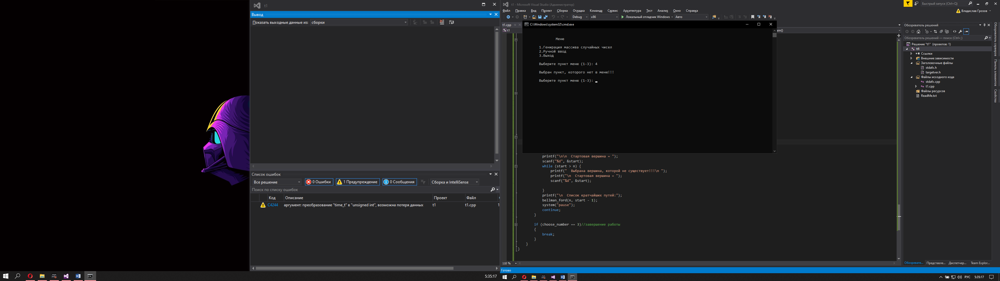 t1
Вывод
Показать выходные данные из: сборки
Список ошибок
Все решение
0 Ошибки
1 Предупреждение
0 Сообщения
Сборка и IntelliSense
Поиск по списку ошибок
Код Описание Проект Файл
C4244 аргумент: преобразование "time_t" в "unsigned int", возможна потеря данных t1 t1.cpp 1
5:35:17
t1 - Microsoft Visual Studio (Администратор)
Быстрый запуск (Ctrl+Q)
Файл Правка Вид Проект Сборка Отладка Команда Сервис Архитектура Тест Анализ Окно Справка
Владислав Грозов
Debug x86 Локальный отладчик Windows Авто
t1.cpp
t1
ain()
C:\Windows\system32\cmd.exe
Меню
1.Генирация массива случайных чисел
2.Ручной ввод
3.Выход
Выберите пункт меню (1-3): 4
Выбран пункт, которого нет в меню!!!
Выберите пункт меню (1-3):
printf("\n\n  Стартовая вершина = ");
scanf("%d", &start);
while (start > n) {
printf("  Выбрана вершина, которой не существует!!!\n ");
printf("\n  Стартовая вершина = ");
scanf("%d", &start);
}
printf("\n  Список кратчайших путей:");
bellman_ford(n, start - 1);
system("pause");
continue;
}
if (choose_number == 3)//завершение работы
{
break;
}
}
}
110 %
Готово
Обозреватель решений
Обозреватель решений — поиск (Ctrl+;)
Решение "t1" (проектов: 1)
t1
Ссылки
Внешние зависимости
Заголовочные файлы
stdafx.h
targetver.h
Файлы исходного кода
stdafx.cpp
t1.cpp
Файлы ресурсов
ReadMe.txt
Обозревате... Представле... Диспетчер... Team Explor...
Обозреватель серверов
Панель элементов
Свойства
РУС 5:35:17